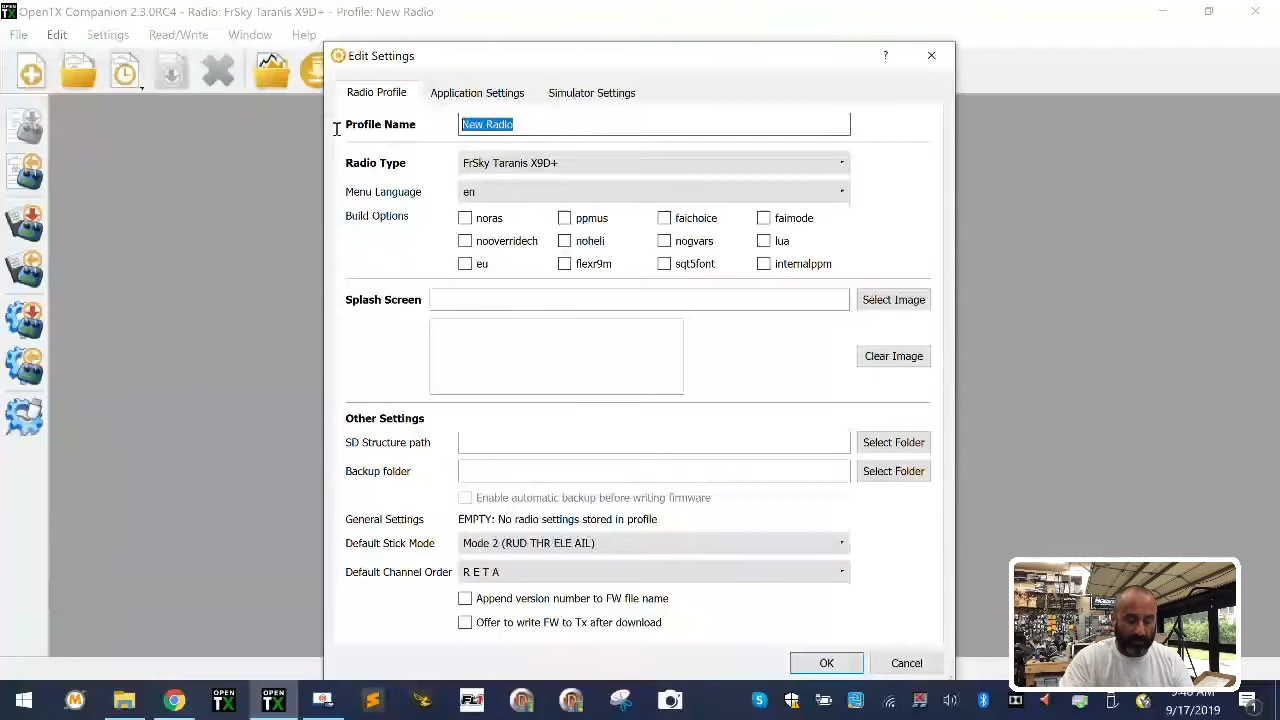 OPEN TX OpenTX Companion 2.3.0RC4 - Radio: FrSky Taranis X9D+ - Profile: New Radio
File Edit Settings Read/Write Window Help
Edit Settings ?
Radio Profile Application Settings Simulator Settings
Profile Name New Radio
Radio Type FrSky Taranis X9D+
Menu Language en
Build Options noras ppmus faichoice faimode
nooverridech noheli nogvars lua
eu flexr9m sqt5font internalppm
Splash Screen Select Image
Clear Image
Other Settings
SD Structure path Select Folder
Backup folder Select Folder
Enable automatic backup before writing firmware
General Settings EMPTY: No radio settings stored in profile
Default Stick Mode Mode 2 (RUD THR ELE AIL)
Default Channel Order R E T A
Append version number to FW file name
Offer to write FW to Tx after download
OK Cancel
OPEN TX OPEN TX
9/17/2019